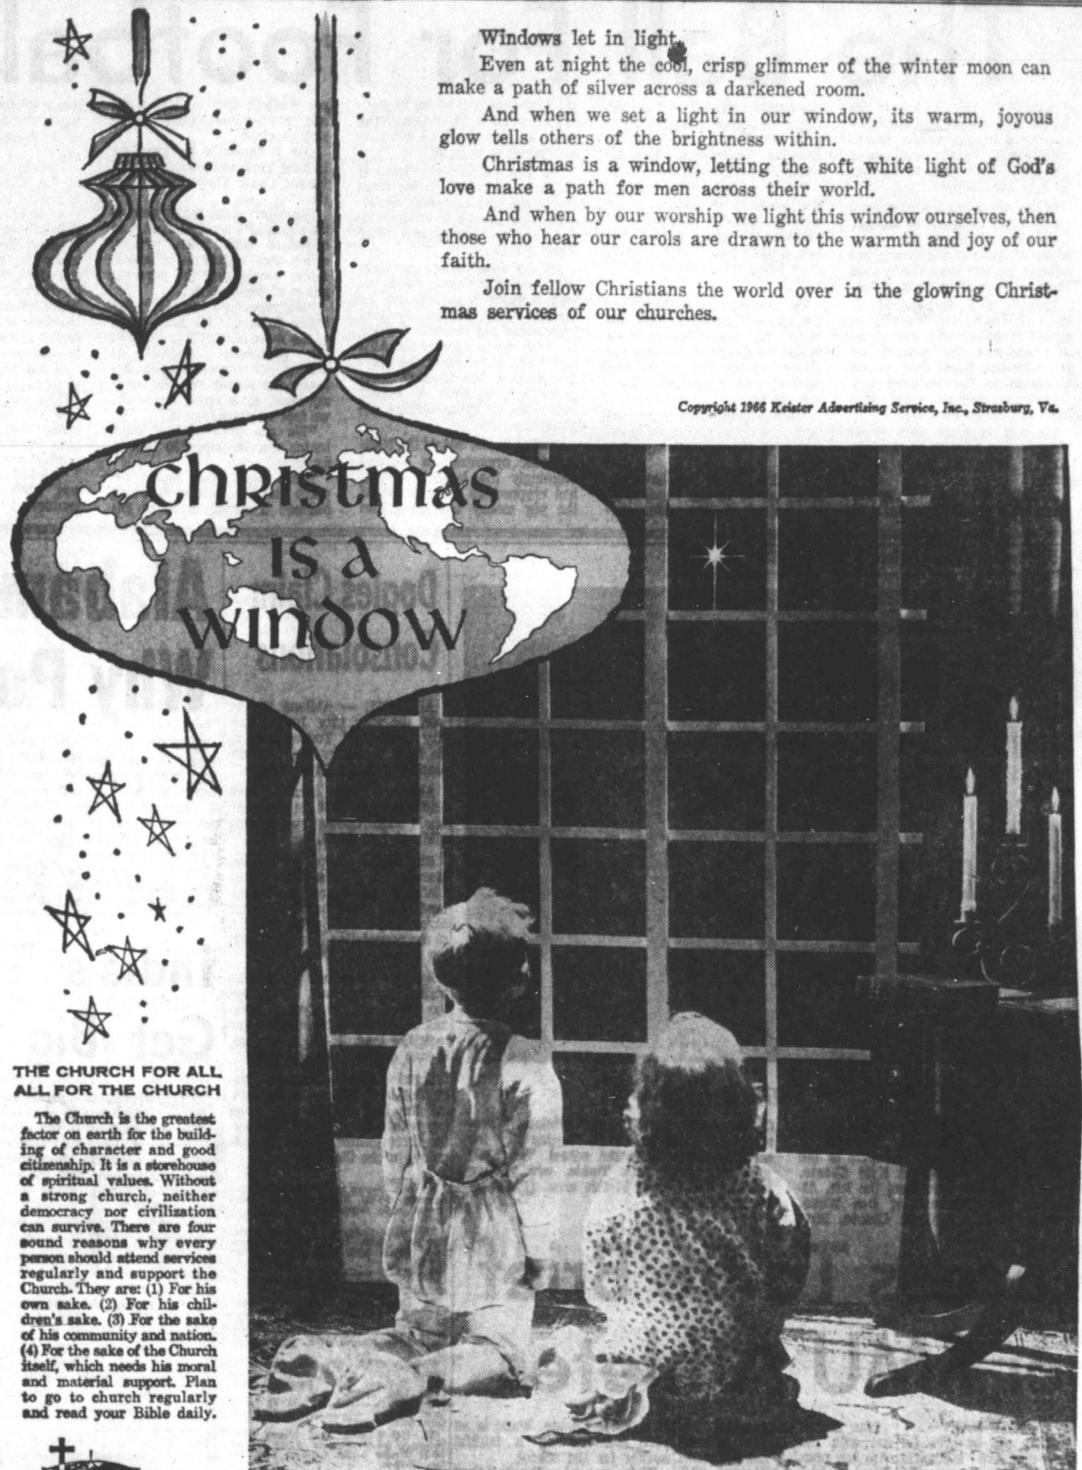 Windows let in light.
Even at night the cool, crisp glimmer of the winter moon can
make a path of silver across a darkened room.
And when we set a light in our window, its warm, joyous
glow tells others of the brightness within.
Christmas is a window, letting the soft white light of God's
love make a path for men across their world.
And when by our worship we light this window ourselves, then
those who hear our carols are drawn to the warmth and joy of our
faith.
Join fellow Christians the world over in the glowing Christ-
mas services of our churches.
Copyright 1966 Keister Advertising Service, Inc., Strasburg, Va.
Christmas
is a
window
THE CHURCH FOR ALL
ALL FOR THE CHURCH
The Church is the greatest
factor on earth for the build-
ing of character and good
citizenship. It is a storehouse
of spiritual values. Without
a strong church, neither
democracy nor civilization
can survive. There are four
sound reasons why every
person should attend services
regularly and support the
Church. They are: (1) For his
own sake. (2) For his chil-
dren's sake. (3) For the sake
of his community and nation.
(4) For the sake of the Church
itself, which needs his moral
and material support. Plan
to go to church regularly
and read your Bible daily.